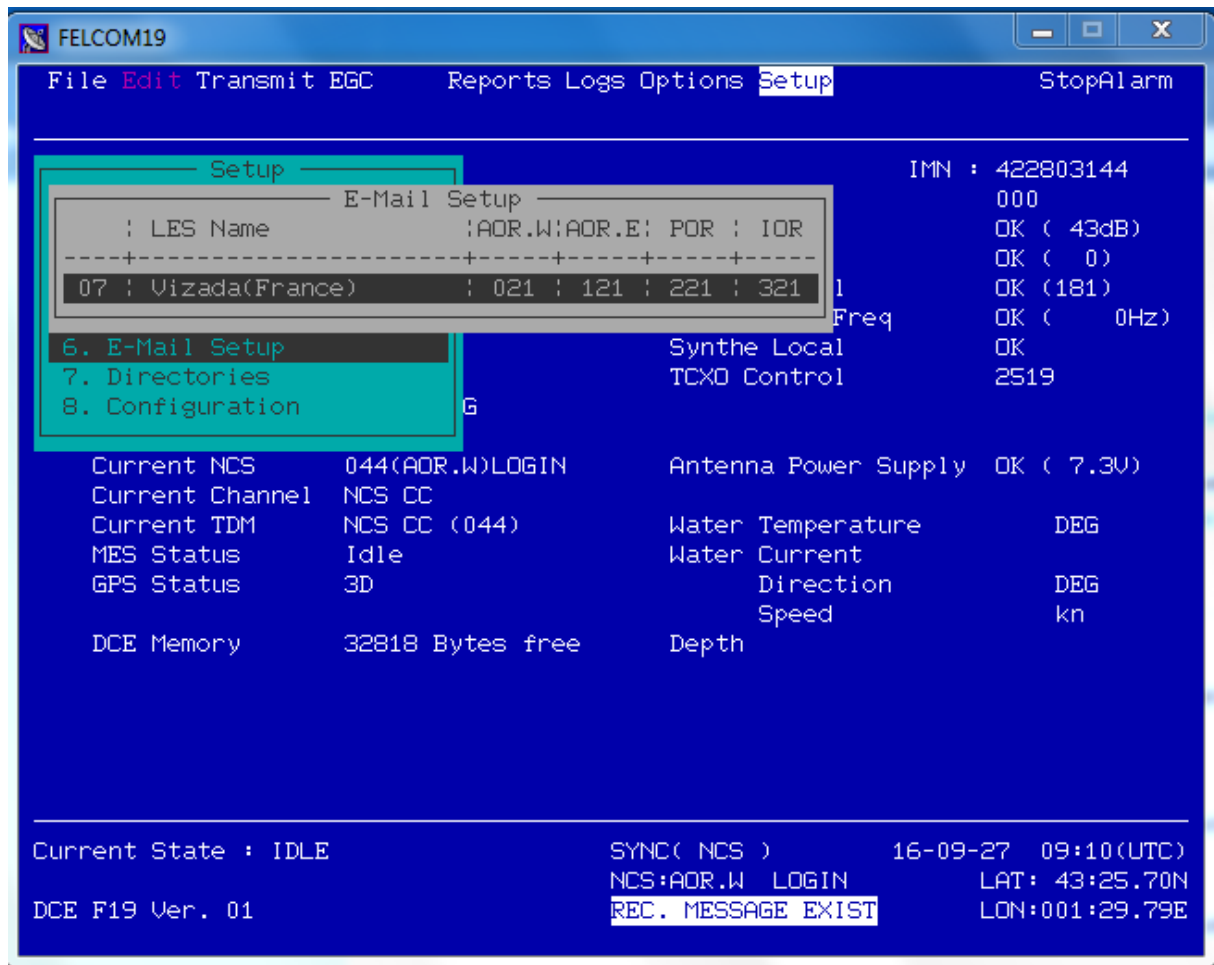 FELCOM19
File Edit Transmit EGC Reports Logs Options Setup StopAlarm
Setup
IMN : 422803144
E-Mail Setup
000
¦ LES Name ¦AOR.W¦AOR.E¦ POR ¦ IOR
OK ( 43dB)
----+----------------------+-----+-----+-----+-----
OK ( 0)
07 ¦ Vizada(France) ¦ 021 ¦ 121 ¦ 221 ¦ 321
l OK (181)
Freq OK ( 0Hz)
6. E-Mail Setup
Synthe Local OK
7. Directories
TCXO Control 2519
8. Configuration
G
Current NCS 044(AOR.W)LOGIN Antenna Power Supply OK ( 7.3V)
Current Channel NCS CC
Current TDM NCS CC (044) Water Temperature DEG
MES Status Idle Water Current
GPS Status 3D Direction DEG
Speed kn
DCE Memory 32818 Bytes free Depth
Current State : IDLE SYNC( NCS ) 16-09-27 09:10(UTC)
NCS:AOR.W LOGIN LAT: 43:25.70N
DCE F19 Ver. 01 REC. MESSAGE EXIST LON:001:29.79E